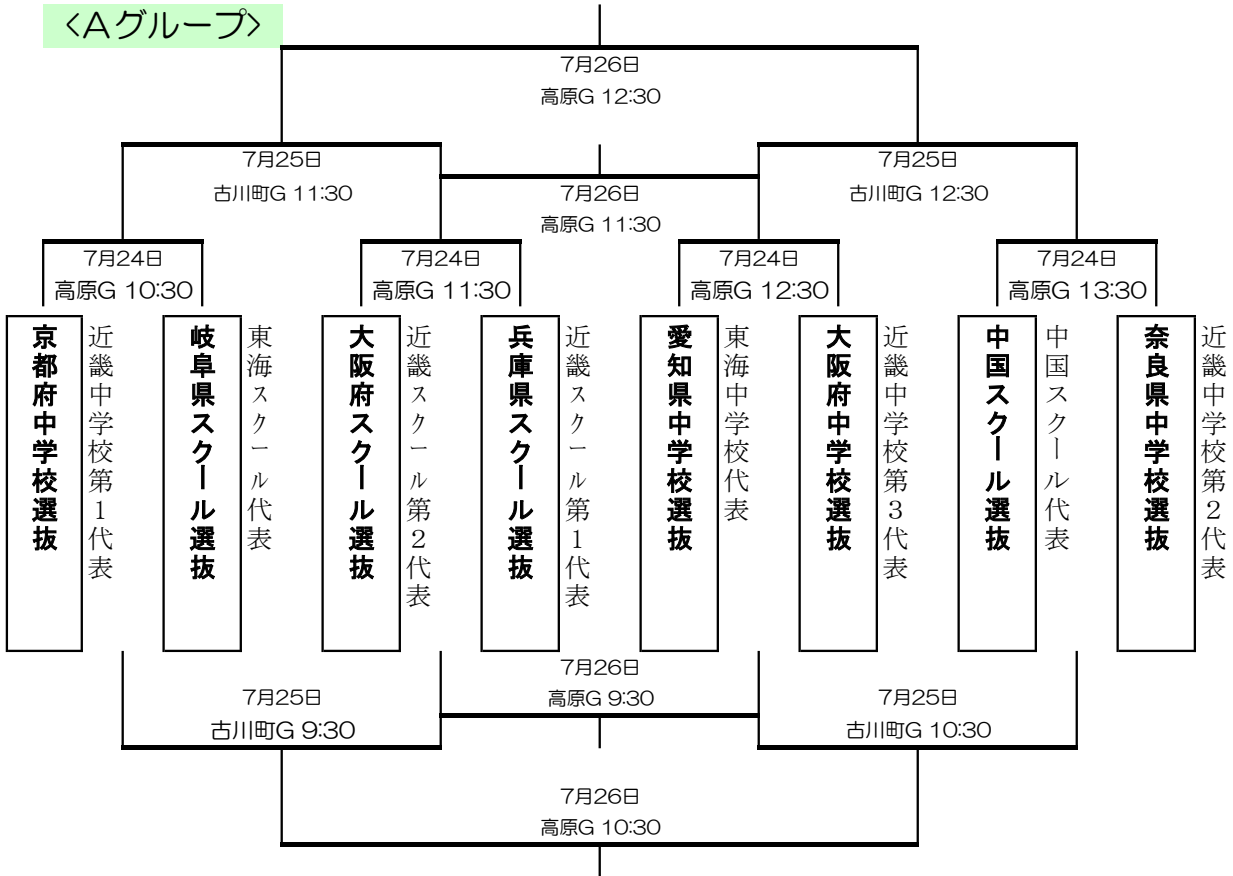 <Aグループ>
7月26日
高原G 12:30
7月25日
古川町G 11:30
7月26日
高原G 11:30
7月25日
古川町G 12:30
7月24日
高原G 10:30
7月24日
高原G 11:30
7月24日
高原G 12:30
7月24日
高原G 13:30
京都府中学校選抜
近畿中学校第1代表
岐阜県スクール選抜
東海スクール代表
大阪府スクール選抜
近畿スクール第2代表
兵庫県スクール選抜
近畿スクール第1代表
愛知県中学校選抜
東海中学校代表
大阪府中学校選抜
近畿中学校第3代表
中国スクール選抜
中国スクール代表
奈良県中学校選抜
近畿中学校第2代表
7月25日
古川町G 9:30
7月26日
高原G 9:30
7月25日
古川町G 10:30
7月26日
高原G 10:30